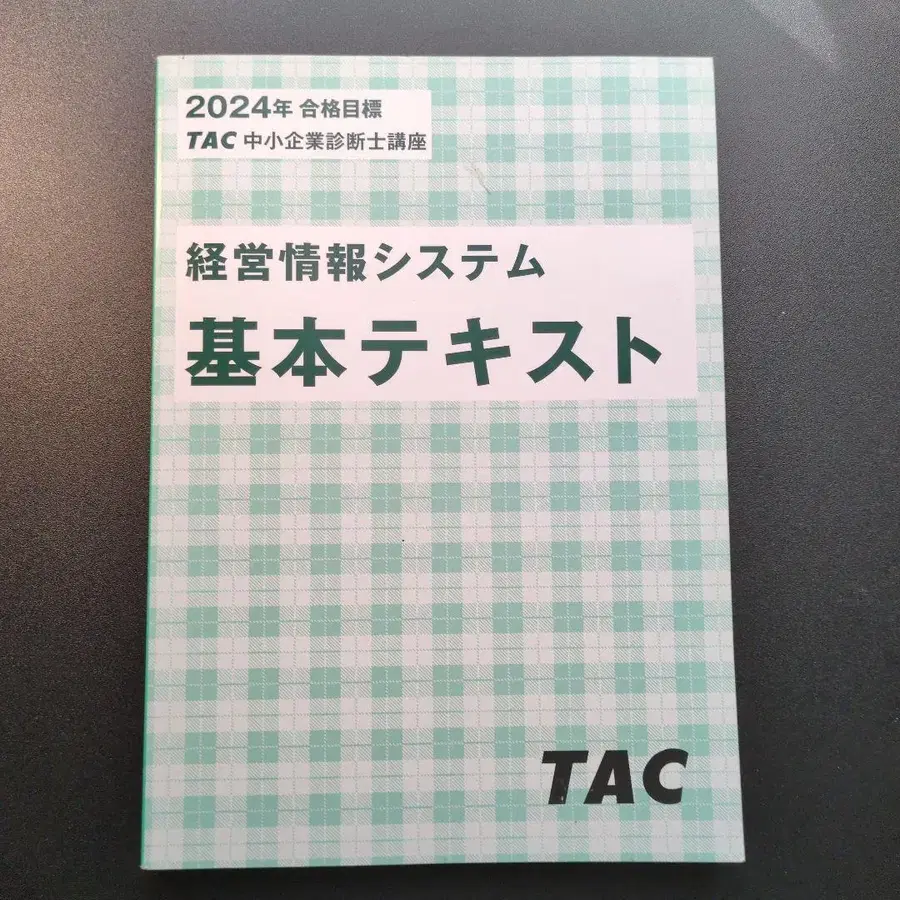 2024年 合格目標
TAC 中小企業診断士講座
経営情報システム
基本テキスト
TAC